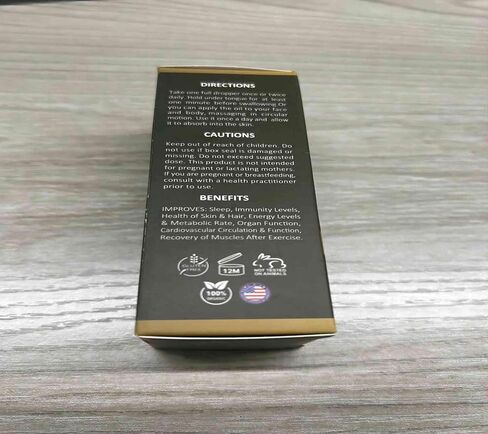 DIRECTIONS
Take one full dropper once or twice
daily. Hold under tongue for at least
one minute before swallowing Or
you can apply the oil to your face
and body, massaging in circular
motion. Use it once a day and allow
it to absorb into the skin.
CAUTIONS
Keep out of reach of children. Do
not use if box seal is damaged or
missing. Do not exceed suggested
dose. This product is not intended
for pregnant or lactating mothers.
If you are pregnant or breastfeeding,
consult with a health practitioner
prior to use.
BENEFITS
IMPROVES: Sleep, Immunity Levels,
Health of Skin & Hair, Energy Levels
& Metabolic Rate, Organ Function,
Cardiovascular Circulation & Function,
Recovery of Muscles After Exercise.
GLUTEN
FREE
12M
NOT TESTED
ON ANIMALS
100%
ORGANIC